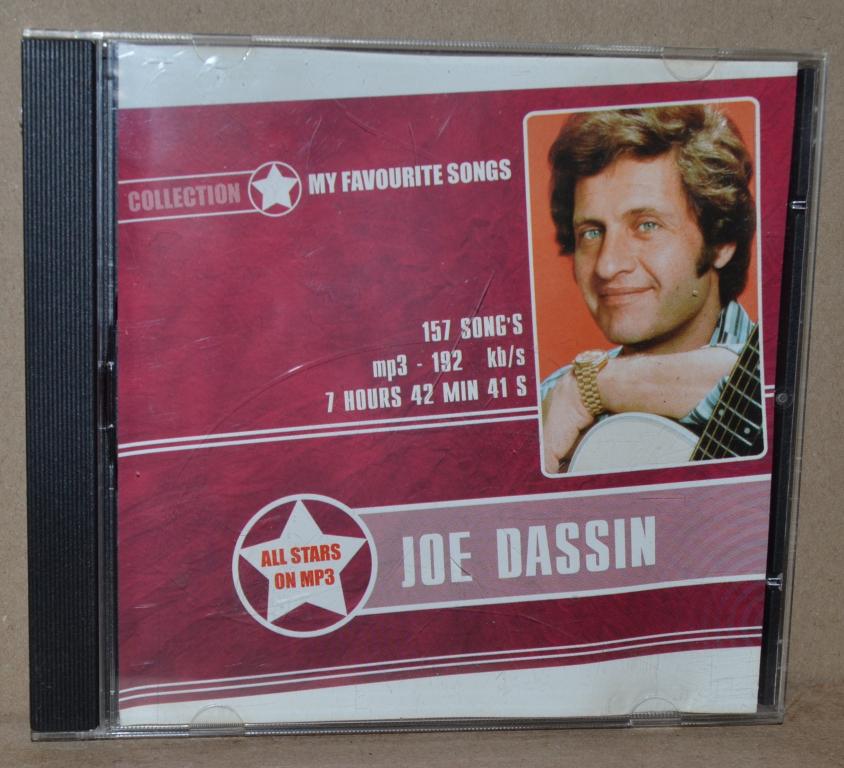 COLLECTION
MY FAVOURITE SONGS
157 SONG'S
mp3 - 192 kb/s
7 HOURS 42 MIN 41 S
ALL STARS
ON MP3
JOE DASSIN